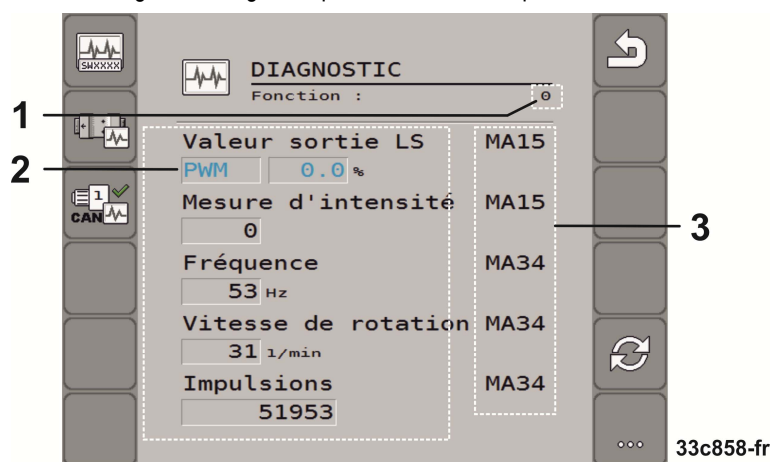 SWXXXX
DIAGNOSTIC
Fonction : 0
1
Valeur sortie LS MA15
2
PWM 0.0 %
1
CAN
Mesure d'intensité MA15
0
3
Fréquence MA34
53 Hz
Vitesse de rotation MA34
31 1/min
Impulsions MA34
51953
33c858-fr